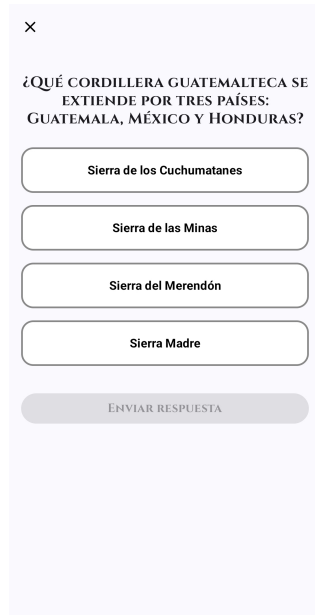 ¿Qué cordillera guatemalteca se
extiende por tres países:
Guatemala, México y Honduras?
Sierra de los Cuchumatanes
Sierra de las Minas
Sierra del Merendón
Sierra Madre
Enviar respuesta